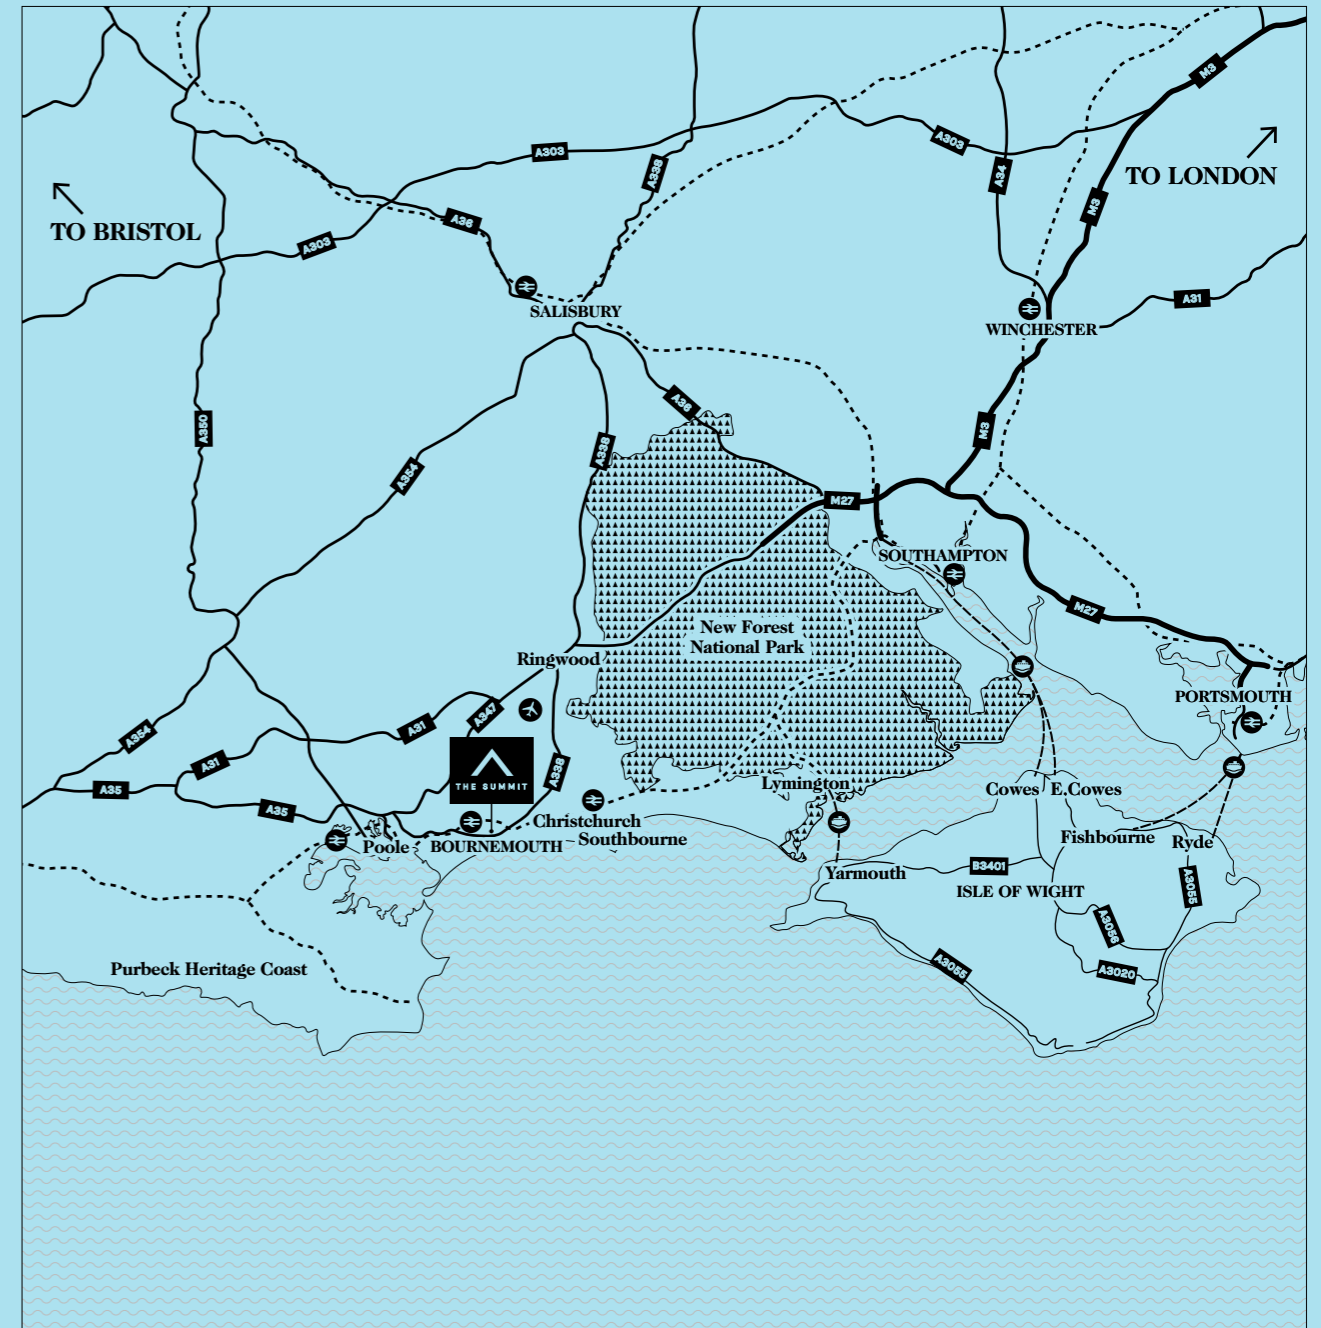 M3
A303
A303
A338
A34
TO LONDON
M3
TO BRISTOL
A36
A303
A31
SALISBURY
WINCHESTER
A36
A350
M3
A338
A354
M27
SOUTHAMPTON
M27
New Forest
National Park
Ringwood
PORTSMOUTH
A347
A31
A354
A31
THE SUMMIT
A338
A35
Lymington
Cowes
E.Cowes
A35
Christchurch
Southbourne
Poole
BOURNEMOUTH
Fishbourne
Ryde
Yarmouth
B3401
A3055
ISLE OF WIGHT
A3056
Purbeck Heritage Coast
A3055
A3020